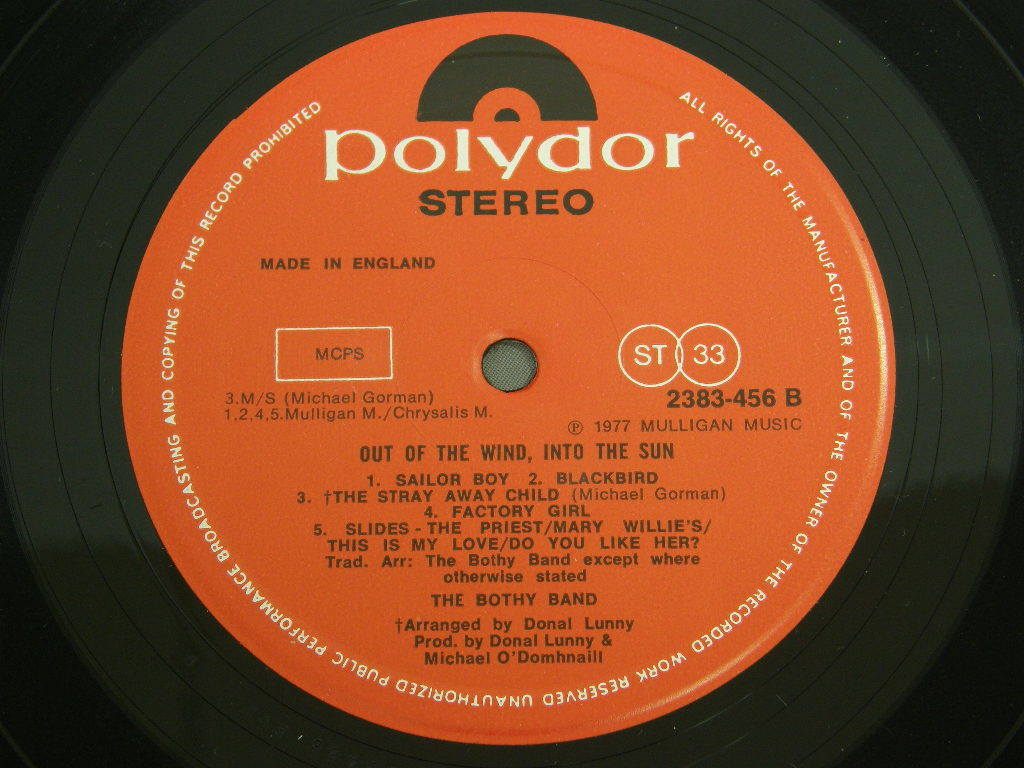 polydor
STEREO
MADE IN ENGLAND
MCPS
ST 33
3.M/S (Michael Gorman)
1,2,4,5.Mulligan M./Chrysalis M.
2383-456 B
Ⓟ 1977 MULLIGAN MUSIC
OUT OF THE WIND, INTO THE SUN
1. SAILOR BOY 2. BLACKBIRD
3. †THE STRAY AWAY CHILD (Michael Gorman)
4. FACTORY GIRL
5. SLIDES - THE PRIEST/MARY WILLIE'S/
THIS IS MY LOVE/DO YOU LIKE HER?
Trad. Arr: The Bothy Band except where
otherwise stated
THE BOTHY BAND
†Arranged by Donal Lunny
Prod. by Donal Lunny &
Michael O'Domhnaill
ALL RIGHTS OF THE MANUFACTURER AND OF THE OWNER OF THE RECORDED WORK RESERVED UNAUTHORIZED PUBLIC PERFORMANCE BROADCASTING AND COPYING OF THIS RECORD PROHIBITED